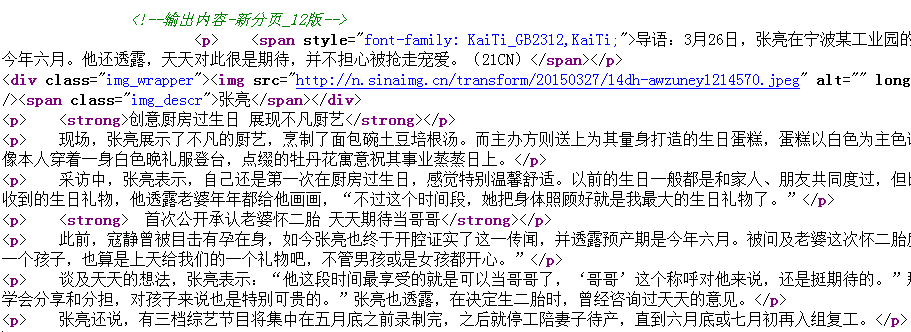 <!--输出内容-新分页_12版-->
<p>    <span style="font-family: KaiTi_GB2312,KaiTi;">导语：3月26日，张亮在宁波某工业园的
今年六月。他还透露，天天对此很是期待，并不担心被抢走宠爱。（21CN）</span></p>
<div class="img_wrapper"><img src="http://n.sinaimg.cn/transform/20150327/l4dh-awzuney1214570.jpeg" alt="" long
/><span class="img_descr">张亮</span></div>
<p>    <strong>创意厨房过生日 展现不凡厨艺</strong></p>
<p>    现场，张亮展示了不凡的厨艺，烹制了面包碗土豆培根汤。而主办方则送上为其量身打造的生日蛋糕，蛋糕以白色为主色
像本人穿着一身白色晚礼服登台，点缀的牡丹花寓意祝其事业蒸蒸日上。</p>
<p>    采访中，张亮表示，自己还是第一次在厨房过生日，感觉特别温馨舒适。以前的生日一般都是和家人、朋友共同度过，但
收到的生日礼物，他透露老婆年年都给他画画，“不过这个时间段，她把身体照顾好就是我最大的生日礼物了。”</p>
<p>    <strong>  首次公开承认老婆怀二胎 天天期待当哥哥</strong></p>
<p>    此前，寇静曾被目击有孕在身，如今张亮也终于开腔证实了这一传闻，并透露预产期是今年六月。被问及老婆这次怀二胎
一个孩子，也算是上天给我们的一个礼物吧，不管男孩或是女孩都开心。”</p>
<p>    谈及天天的想法，张亮表示：“他这段时间最享受的就是可以当哥哥了，‘哥哥’这个称呼对他来说，还是挺期待的。”
学会分享和分担，对孩子来说也是特别可贵的。”张亮也透露，在决定生二胎时，曾经咨询过天天的意见。</p>
<p>    张亮还说，有三档综艺节目将集中在五月底之前录制完，之后就停工陪妻子待产，直到六月底或七月初再入组复工。</p>